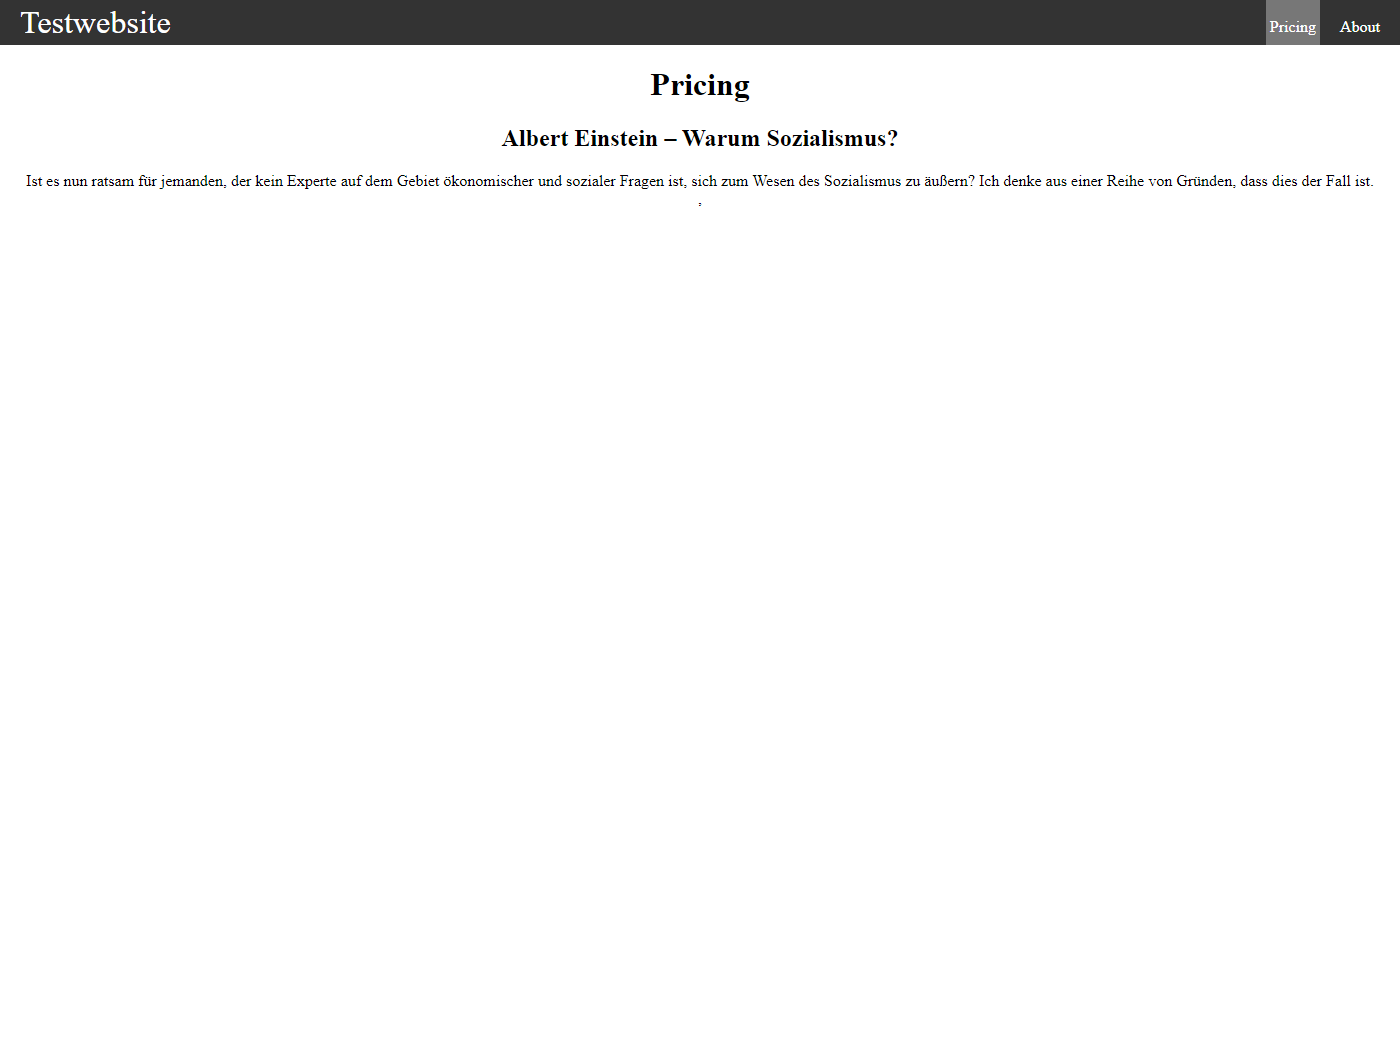 Testwebsite
Pricing
About
Pricing
Albert Einstein – Warum Sozialismus?
Ist es nun ratsam für jemanden, der kein Experte auf dem Gebiet ökonomischer und sozialer Fragen ist, sich zum Wesen des Sozialismus zu äußern? Ich denke aus einer Reihe von Gründen, dass dies der Fall ist.
,